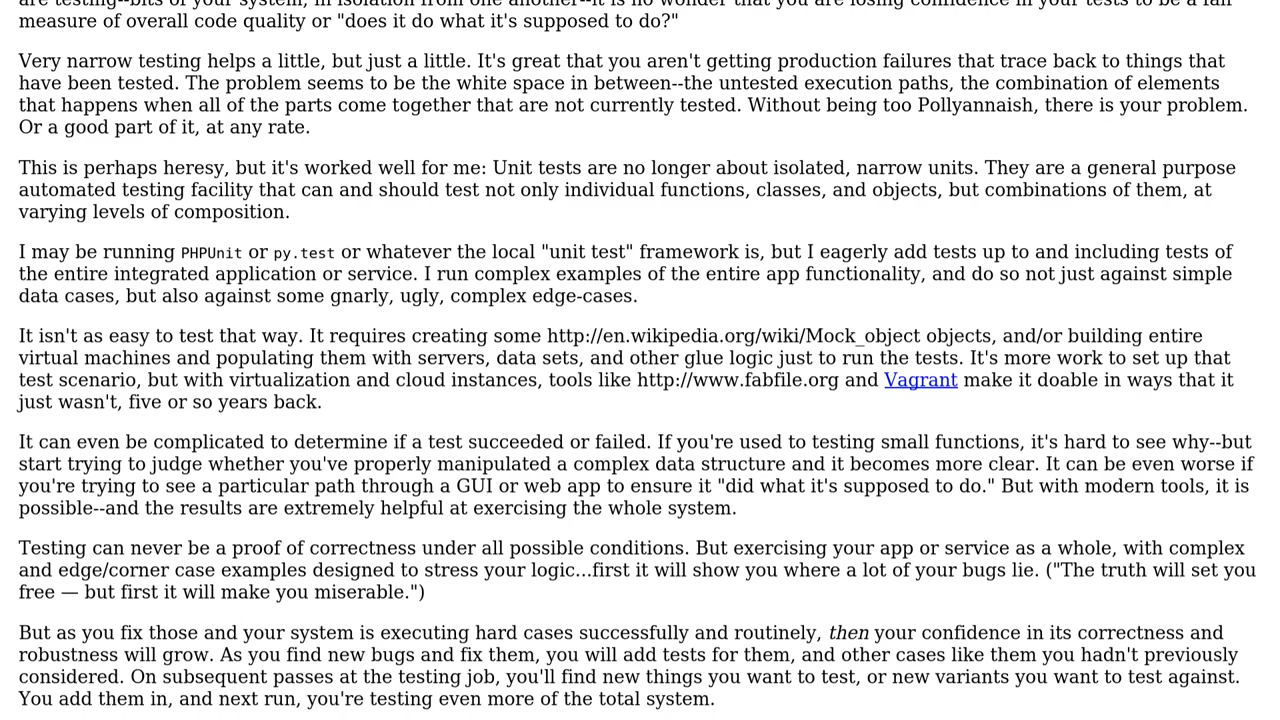 measure of overall code quality or "does it do what it's supposed to do?"
Very narrow testing helps a little, but just a little. It's great that you aren't getting production failures that trace back to things that
have been tested. The problem seems to be the white space in between--the untested execution paths, the combination of elements
that happens when all of the parts come together that are not currently tested. Without being too Pollyannaish, there is your problem.
Or a good part of it, at any rate.
This is perhaps heresy, but it's worked well for me: Unit tests are no longer about isolated, narrow units. They are a general purpose
automated testing facility that can and should test not only individual functions, classes, and objects, but combinations of them, at
varying levels of composition.
I may be running PHPUnit or py.test or whatever the local "unit test" framework is, but I eagerly add tests up to and including tests of
the entire integrated application or service. I run complex examples of the entire app functionality, and do so not just against simple
data cases, but also against some gnarly, ugly, complex edge-cases.
It isn't as easy to test that way. It requires creating some http://en.wikipedia.org/wiki/Mock_object objects, and/or building entire
virtual machines and populating them with servers, data sets, and other glue logic just to run the tests. It's more work to set up that
test scenario, but with virtualization and cloud instances, tools like http://www.fabfile.org and Vagrant make it doable in ways that it
just wasn't, five or so years back.
It can even be complicated to determine if a test succeeded or failed. If you're used to testing small functions, it's hard to see why--but
start trying to judge whether you've properly manipulated a complex data structure and it becomes more clear. It can be even worse if
you're trying to see a particular path through a GUI or web app to ensure it "did what it's supposed to do." But with modern tools, it is
possible--and the results are extremely helpful at exercising the whole system.
Testing can never be a proof of correctness under all possible conditions. But exercising your app or service as a whole, with complex
and edge/corner case examples designed to stress your logic...first it will show you where a lot of your bugs lie. ("The truth will set you
free — but first it will make you miserable.")
But as you fix those and your system is executing hard cases successfully and routinely, then your confidence in its correctness and
robustness will grow. As you find new bugs and fix them, you will add tests for them, and other cases like them you hadn't previously
considered. On subsequent passes at the testing job, you'll find new things you want to test, or new variants you want to test against.
You add them in, and next run, you're testing even more of the total system.